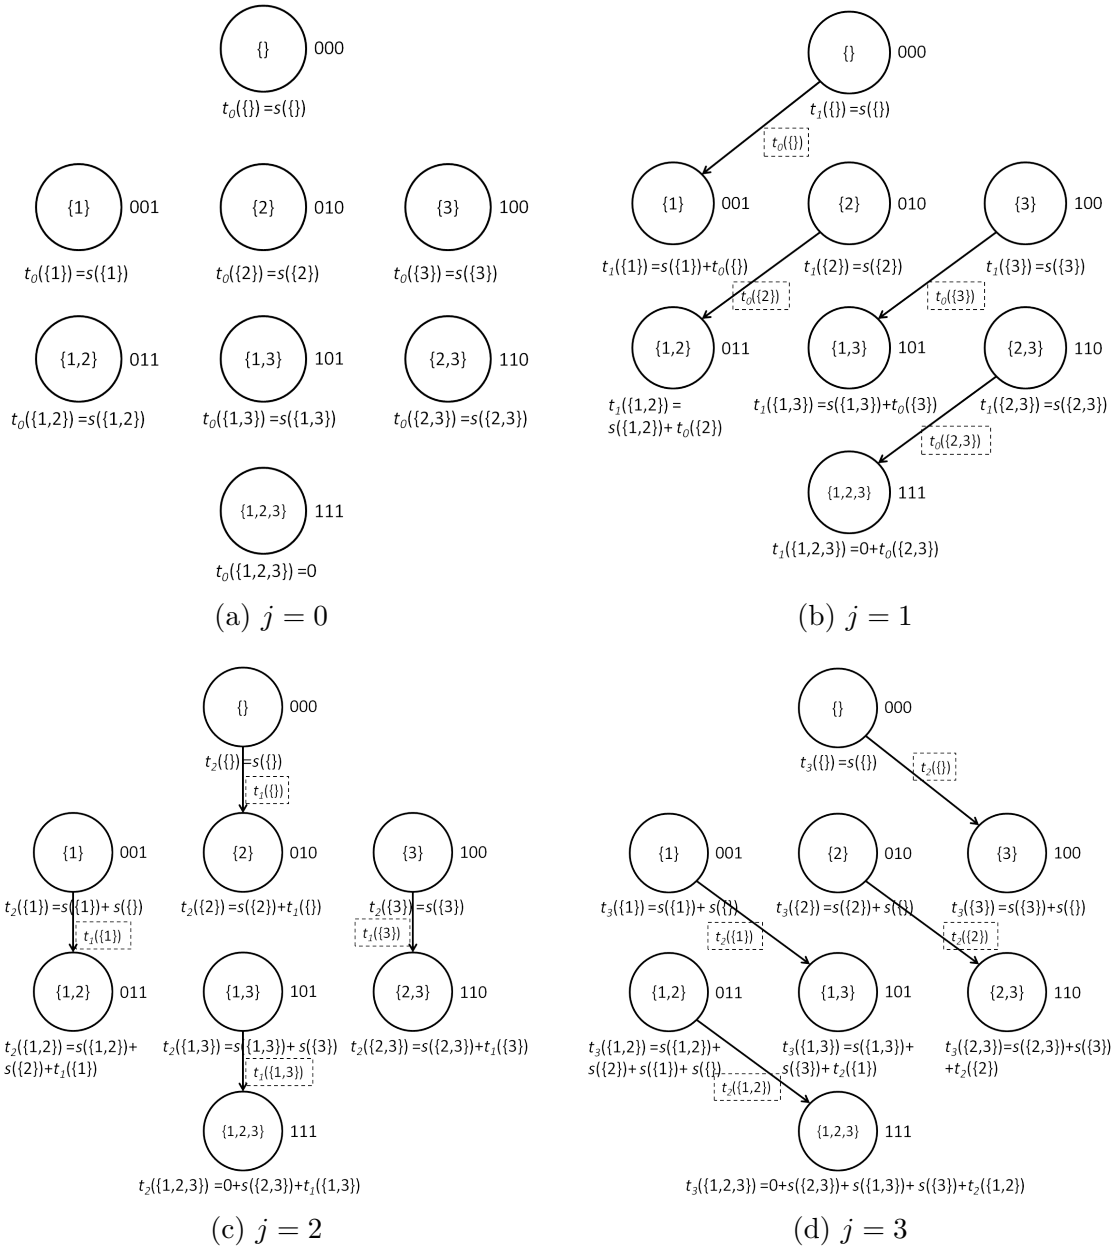 {} 000
t0({}) =s({})
{1} 001 {2} 010 {3} 100
t0({1}) =s({1}) t0({2}) =s({2}) t0({3}) =s({3})
{1,2} 011 {1,3} 101 {2,3} 110
t0({1,2}) =s({1,2}) t0({1,3}) =s({1,3}) t0({2,3}) =s({2,3})
{1,2,3} 111
t0({1,2,3}) =0
(a) j = 0
{} 000
t1({}) =s({})
t0({})
{1} 001 {2} 010 {3} 100
t1({1}) =s({1})+t0({}) t1({2}) =s({2}) t1({3}) =s({3})
t0({2}) t0({3})
{1,2} 011 {1,3} 101 {2,3} 110
t1({1,2}) = t1({1,3}) =s({1,3})+t0({3}) t1({2,3}) =s({2,3})
s({1,2})+ t0({2})
t0({2,3})
{1,2,3} 111
t1({1,2,3}) =0+t0({2,3})
(b) j = 1
{} 000
t2({}) =s({})
t1({})
{1} 001 {2} 010 {3} 100
t2({1}) =s({1})+ s({}) t2({2}) =s({2})+t1({}) t2({3}) =s({3})
t1({1}) t1({3})
{1,2} 011 {1,3} 101 {2,3} 110
t2({1,2}) =s({1,2})+ t2({1,3}) =s({1,3})+ s({3}) t2({2,3}) =s({2,3})+t1({3})
s({2})+t1({1})
t1({1,3})
{1,2,3} 111
t2({1,2,3}) =0+s({2,3})+t1({1,3})
(c) j = 2
{} 000
t3({}) =s({})
t2({})
{1} 001 {2} 010 {3} 100
t3({1}) =s({1})+ s({}) t3({2}) =s({2})+ s({}) t3({3}) =s({3})+s({})
t2({1}) t2({2})
{1,2} 011 {1,3} 101 {2,3} 110
t3({1,2}) =s({1,2})+ t3({1,3}) =s({1,3})+ t3({2,3})=s({2,3})+s({3})
s({2})+ s({1})+ s({}) s({3})+ t2({1}) +t2({2})
t2({1,2})
{1,2,3} 111
t3({1,2,3}) =0+s({2,3})+ s({1,3})+ s({3})+t2({1,2})
(d) j = 3